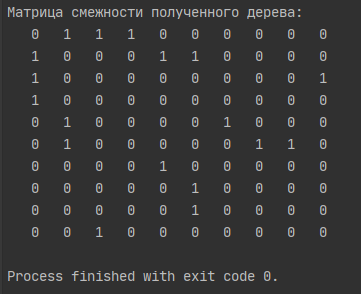 Матрица смежности полученного дерева:
0 1 1 1 0 0 0 0 0 0
1 0 0 0 1 1 0 0 0 0
1 0 0 0 0 0 0 0 0 1
1 0 0 0 0 0 0 0 0 0
0 1 0 0 0 0 1 0 0 0
0 1 0 0 0 0 0 1 1 0
0 0 0 0 1 0 0 0 0 0
0 0 0 0 0 1 0 0 0 0
0 0 0 0 0 1 0 0 0 0
0 0 1 0 0 0 0 0 0 0
Process finished with exit code 0.